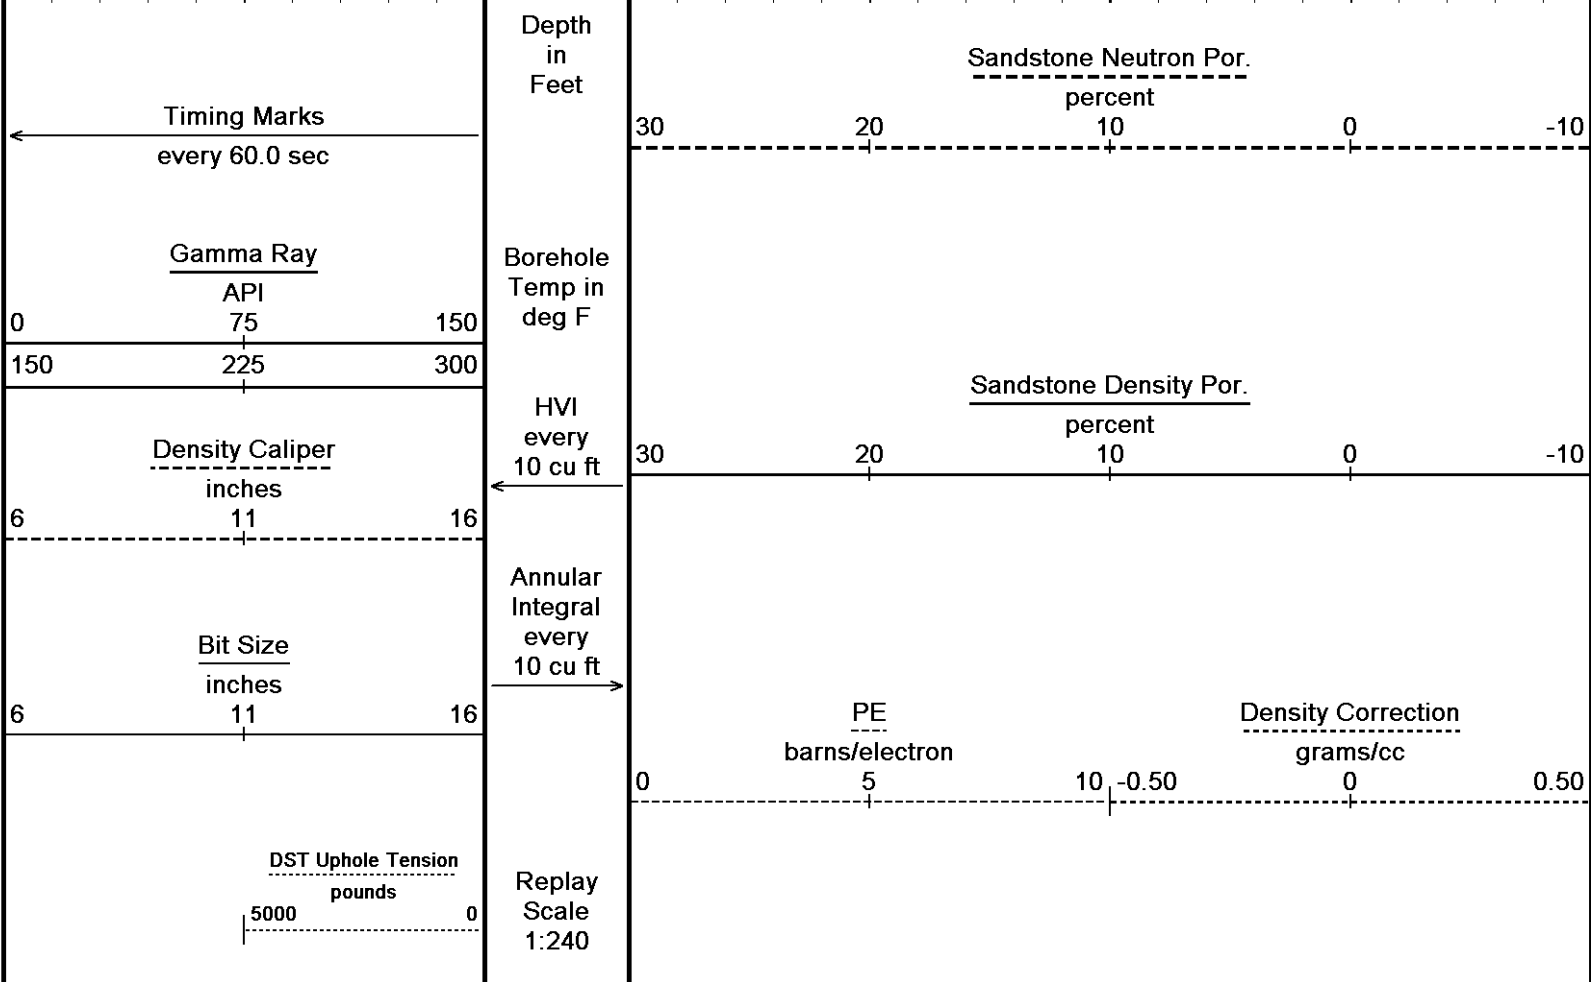 Timing Marks
every 60.0 sec
Gamma Ray
API
0 75 150
150 225 300
Density Caliper
inches
6 11 16
Bit Size
inches
6 11 16
DST Uphole Tension
pounds
5000 0
Depth
in
Feet
Borehole
Temp in
deg F
HVI
every
10 cu ft
Annular
Integral
every
10 cu ft
Replay
Scale
1:240
Sandstone Neutron Por.
percent
30 20 10 0 -10
Sandstone Density Por.
percent
30 20 10 0 -10
PE
barns/electron
0 5 10
Density Correction
grams/cc
-0.50 0 0.50